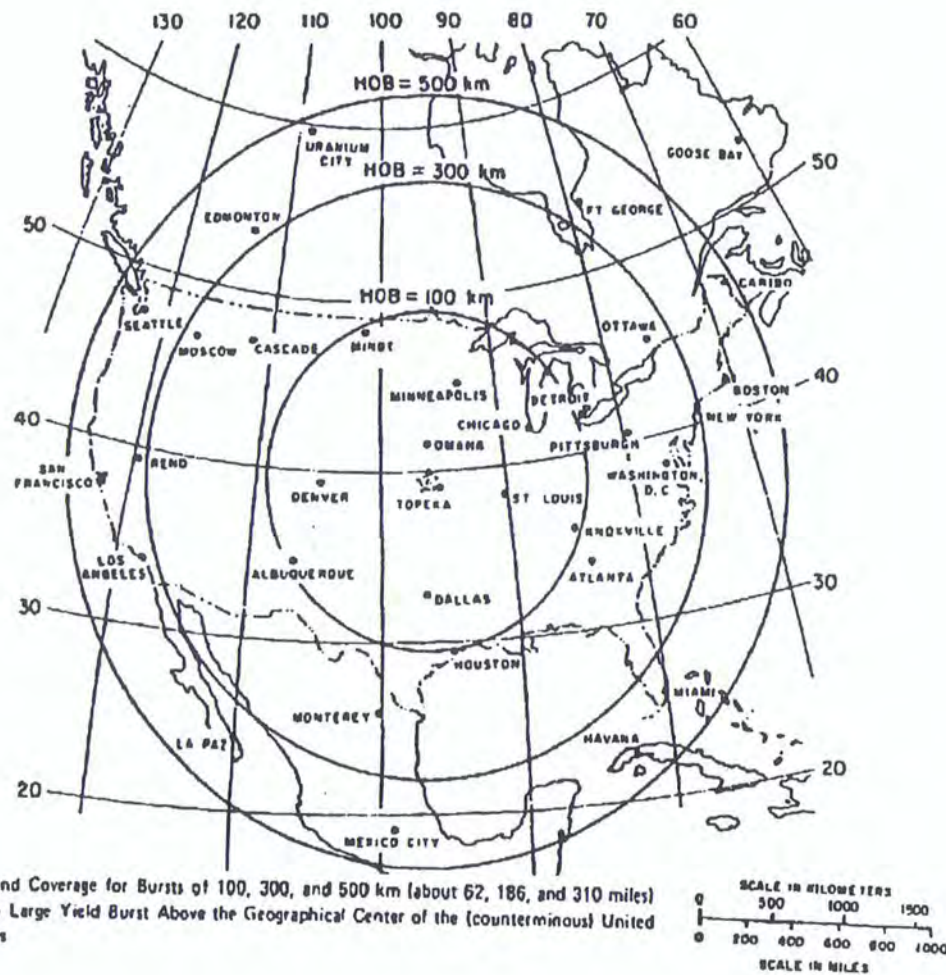 130 120 110 100 90 80 70 60
HOB = 500 km
URANIUM
CITY
GOOSE BAY
50
HOB = 300 km
FT GEORGE
EDMONTON
50
CARIBO
HOB = 100 km
SEATTLE
OTTAWA
MOSCOW
CASCADE
MINOE
MINNEAPOLIS
DETROIT
BOSTON
40
NEW YORK
CHICAGO
40
OMAHA
PITTSBURGH
SAN
FRANCISCO
RENO
WASHINGTON,
D.C
DENVER
TOPEKA
ST LOUIS
KNOXVILLE
LOS
ANGELES
ALBUQUERQUE
ATLANTA
30
DALLAS
30
HOUSTON
MIAMI
MONTEREY
LA PAZ
HAVANA
20
20
MEXICO CITY
nd Coverage for Bursts of 100, 300, and 500 km (about 62, 186, and 310 miles)
Large Yield Burst Above the Geographical Center of the (counterminous) United
s
SCALE IN KILOMETERS
0 500 1000 1500
0 200 400 600 800 1000
SCALE IN MILES